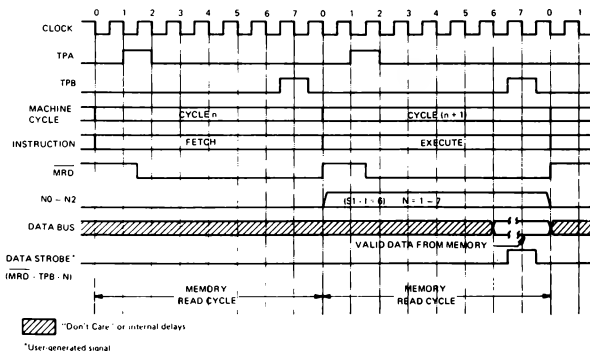 0 1 2 3 4 5 6 7 0 1 2 3 4 5 6 7 0 1
CLOCK
TPA
TPB
MACHINE
CYCLE
CYCLE n
CYCLE (n + 1)
INSTRUCTION
FETCH
EXECUTE
MRD
N0 – N2
(S1 · I = 6) N = 1 – 7
DATA BUS
VALID DATA FROM MEMORY
DATA STROBE*
(MRD · TPB · N)
MEMORY
READ CYCLE
MEMORY
READ CYCLE
"Don't Care" or internal delays
*User-generated signal